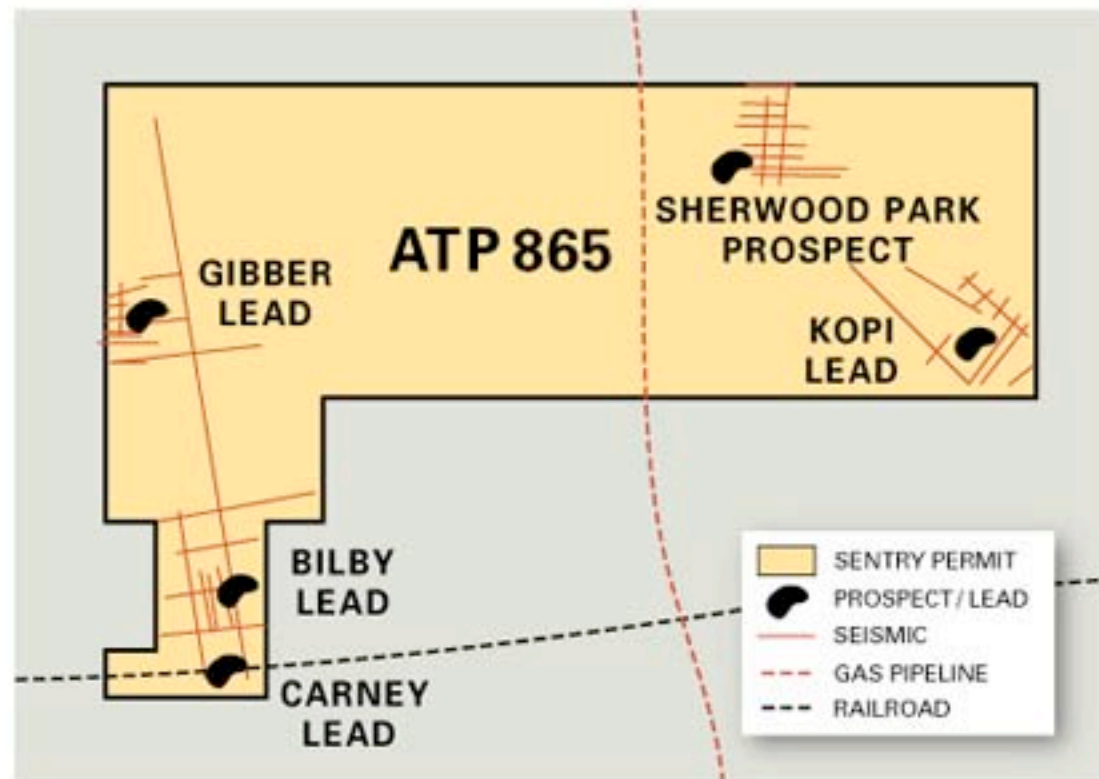 ATP 865
SHERWOOD PARK
PROSPECT
GIBBER
LEAD
KOPI
LEAD
BILBY
LEAD
CARNEY
LEAD
SENTRY PERMIT
PROSPECT / LEAD
SEISMIC
GAS PIPELINE
RAILROAD